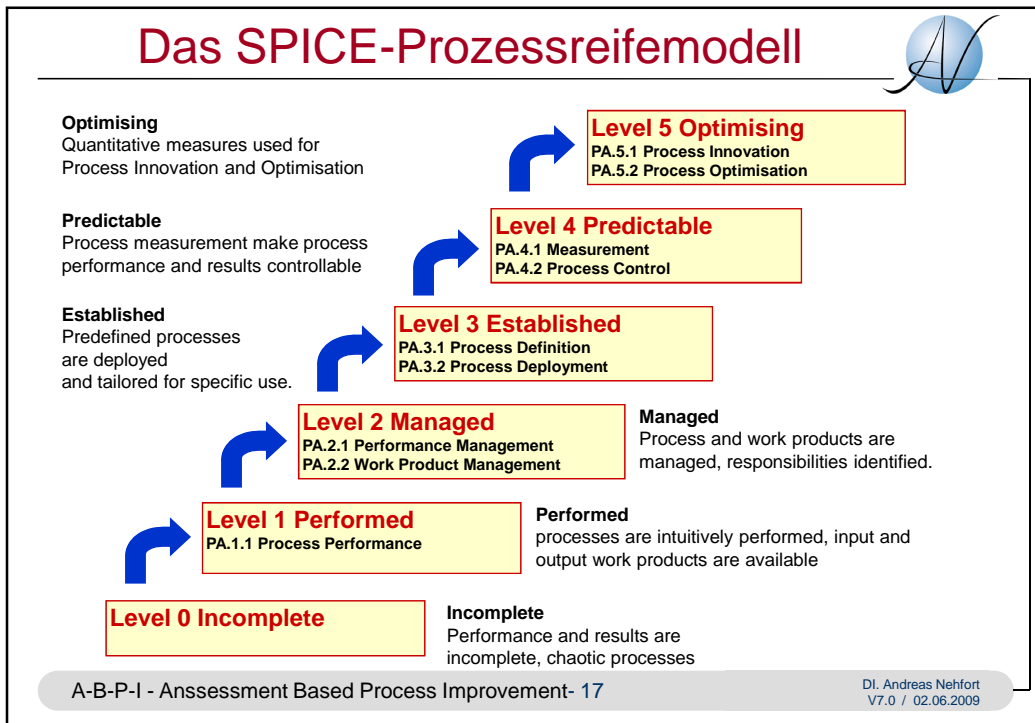 Das SPICE-Prozessreifemodell
Optimising
Quantitative measures used for
Process Innovation and Optimisation
Level 5 Optimising
PA.5.1 Process Innovation
PA.5.2 Process Optimisation
Predictable
Process measurement make process
performance and results controllable
Level 4 Predictable
PA.4.1 Measurement
PA.4.2 Process Control
Established
Predefined processes
are deployed
and tailored for specific use.
Level 3 Established
PA.3.1 Process Definition
PA.3.2 Process Deployment
Level 2 Managed
PA.2.1 Performance Management
PA.2.2 Work Product Management
Managed
Process and work products are
managed, responsibilities identified.
Level 1 Performed
PA.1.1 Process Performance
Performed
processes are intuitively performed, input and
output work products are available
Level 0 Incomplete
Incomplete
Performance and results are
incomplete, chaotic processes
A-B-P-I - Anssessment Based Process Improvement- 17
DI. Andreas Nehfort
V7.0 / 02.06.2009